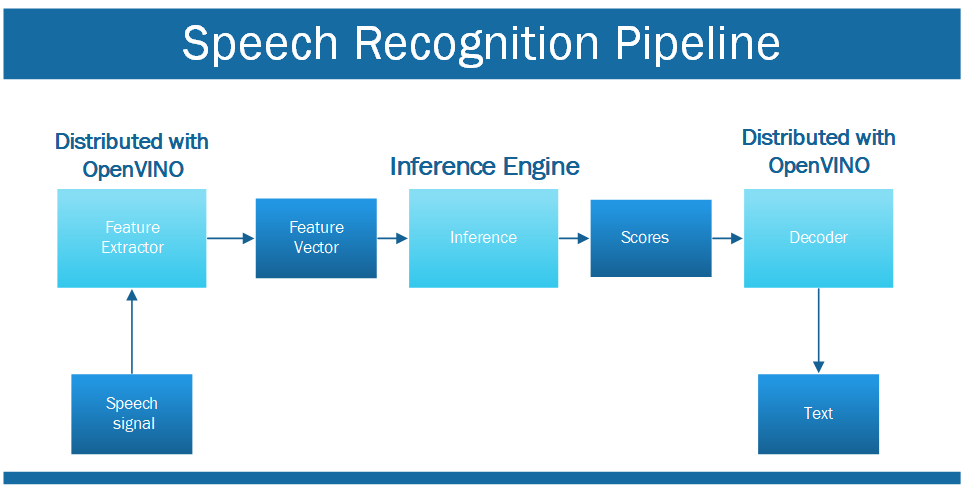 Speech Recognition Pipeline
Distributed with
OpenVINO
Inference Engine
Distributed with
OpenVINO
Feature
Extractor
Feature
Vector
Inference
Scores
Decoder
Speech
signal
Text